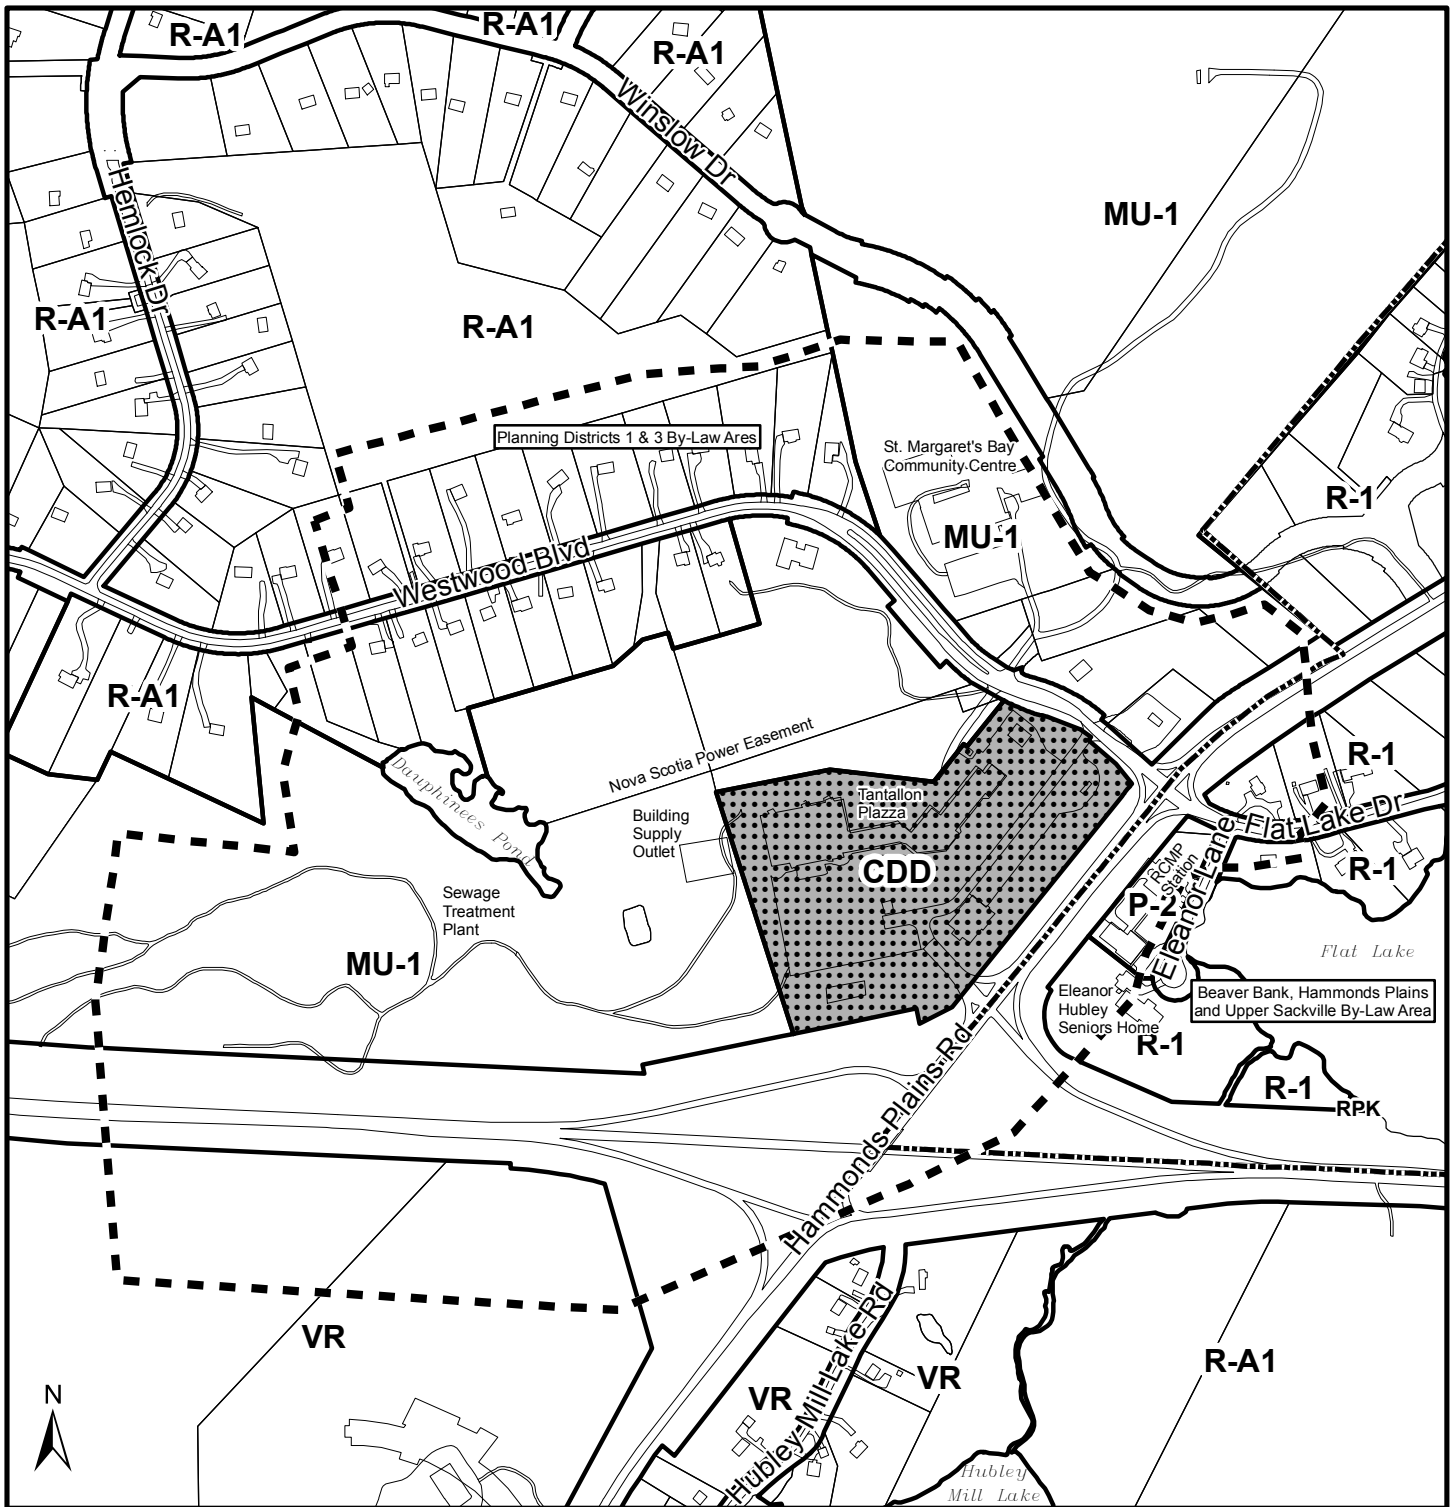 R-A1
R-A1
R-A1
Winslow Dr
MU-1
Hemlock Dr
R-A1
R-A1
Planning Districts 1 & 3 By-Law Ares
St. Margaret's Bay
Community Centre
R-1
MU-1
Westwood Blvd
R-A1
Nova Scotia Power Easement
Dauphinees Pond
Tantallon
Plazza
Building
Supply
Outlet
R-1
Flat Lake Dr
CDD
RCMP
Station
R-1
Sewage
Treatment
Plant
P-2
Eleanor Lane
MU-1
Flat Lake
Eleanor
Hubley
Seniors Home
Beaver Bank, Hammonds Plains
and Upper Sackville By-Law Area
R-1
R-1
RPK
Hammonds Plains Rd
VR
R-A1
VR
VR
Hubley Mill Lake Rd
N
Hubley
Mill Lake